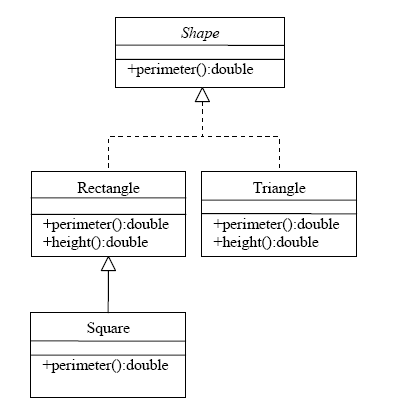 Shape
+perimeter():double
Rectangle
+perimeter():double
+height():double
Triangle
+perimeter():double
+height():double
Square
+perimeter():double